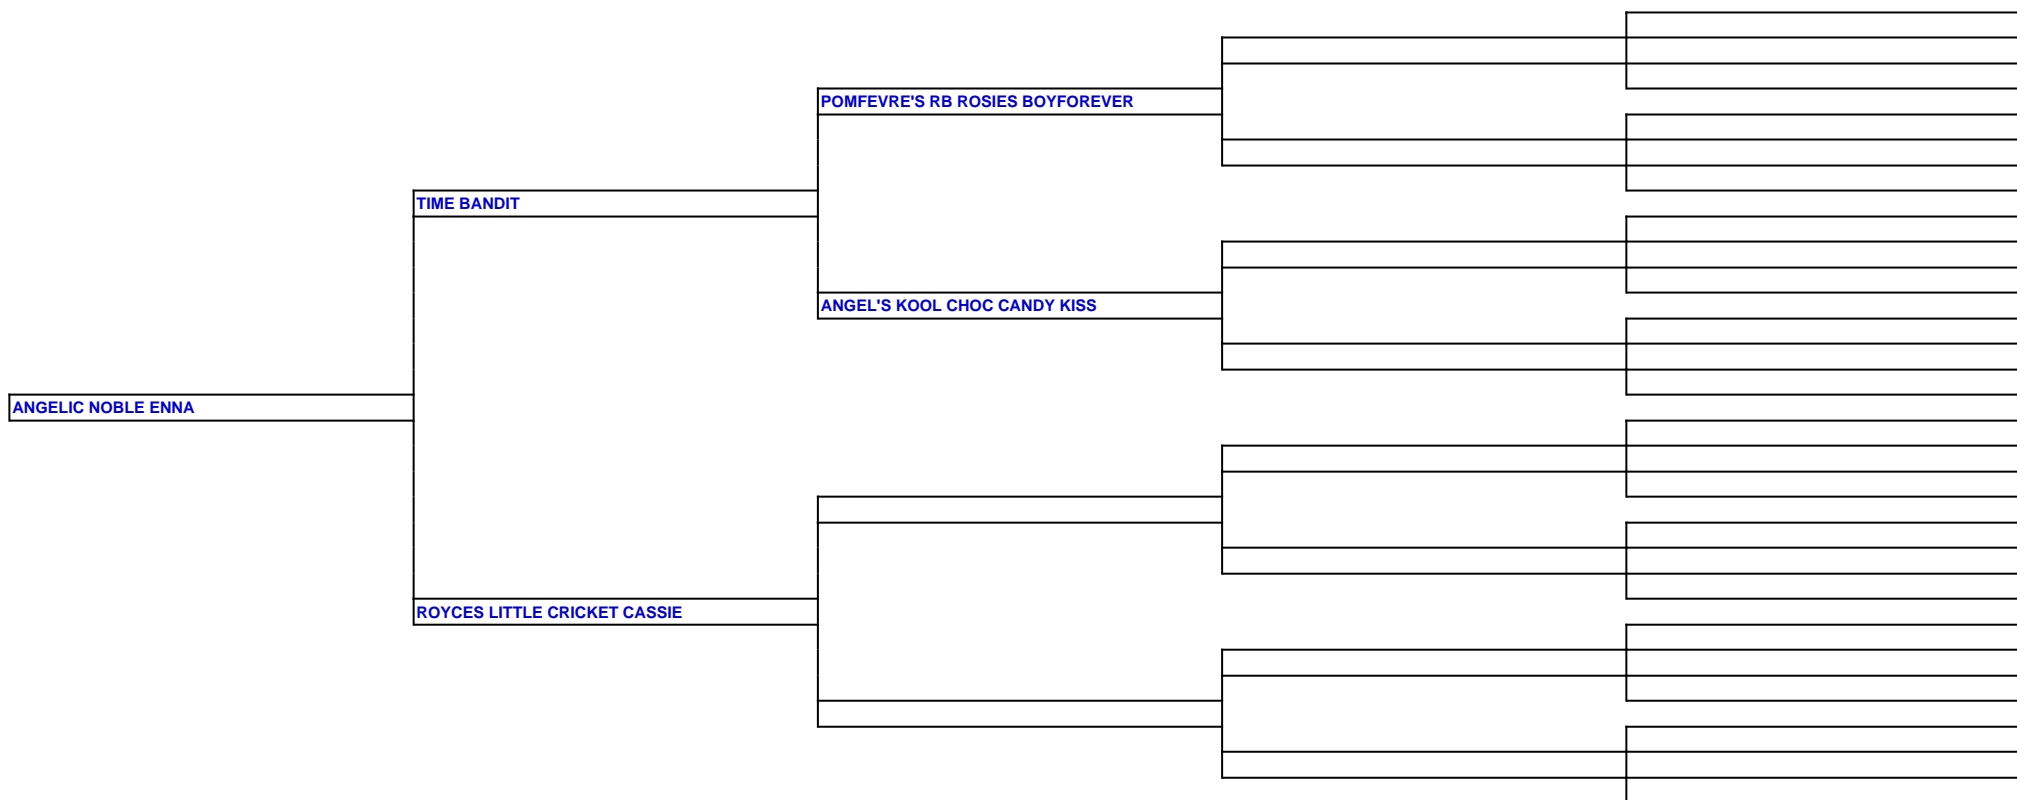 POMFEVRE'S RB ROSIES BOYFOREVER
TIME BANDIT
ANGEL'S KOOL CHOC CANDY KISS
ANGELIC NOBLE ENNA
ROYCES LITTLE CRICKET CASSIE